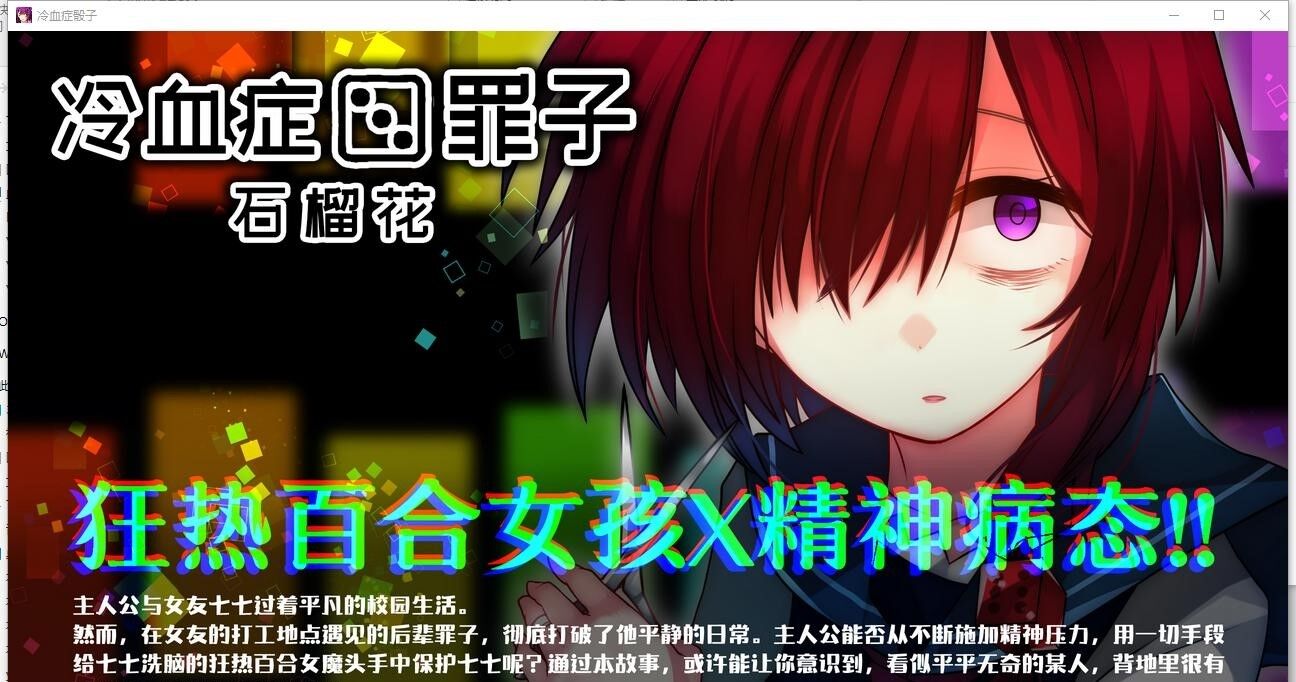 冷血症骰子
冷血症罪子
石榴花
狂热百合女孩X精神病态!!
主人公与女友七七过着平凡的校园生活。
然而，在女友的打工地点遇见的后辈罪子，彻底打破了他平静的日常。主人公能否从不断施加精神压力，用一切手段
给七七洗脑的狂热百合女魔头手中保护七七呢？通过本故事，或许能让你意识到，看似平平无奇的某人，背地里很有